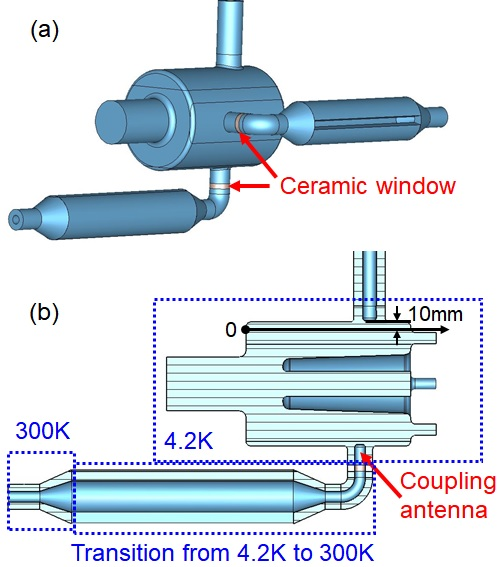 (a)
Ceramic window
(b)
10mm
0
300K
4.2K
Coupling
antenna
Transition from 4.2K to 300K